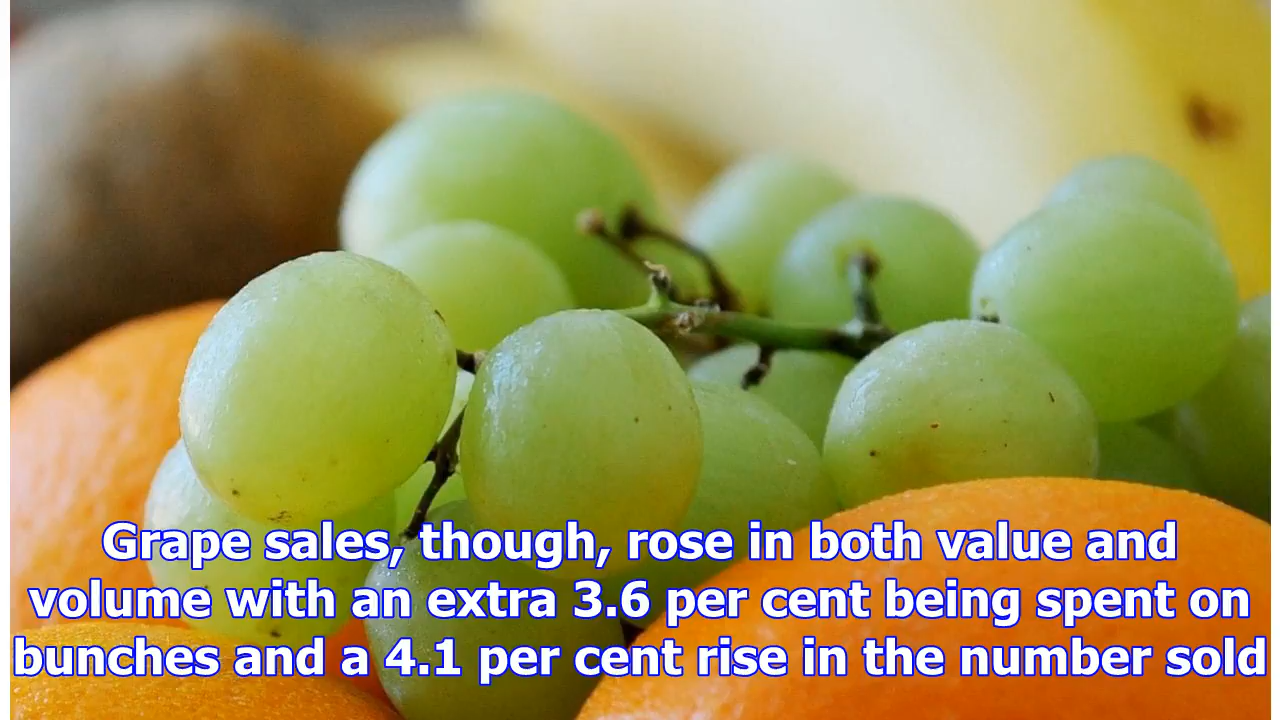 Grape sales, though, rose in both value and
volume with an extra 3.6 per cent being spent on
bunches and a 4.1 per cent rise in the number sold